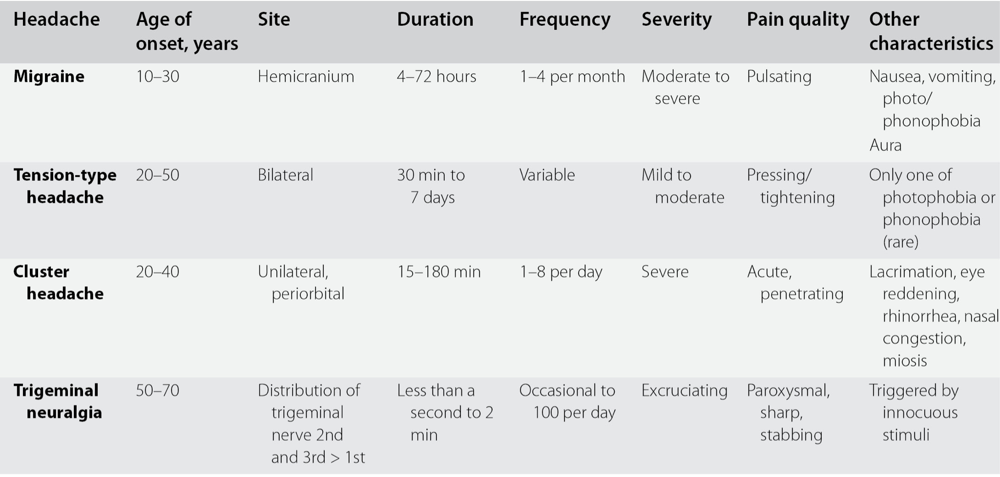 Headache
Age of
onset, years
Site
Duration
Frequency
Severity
Pain quality
Other
characteristics
Migraine
10–30
Hemicranium
4–72 hours
1–4 per month
Moderate to
severe
Pulsating
Nausea, vomiting,
photo/
phonophobia
Aura
Tension-type
headache
20–50
Bilateral
30 min to
7 days
Variable
Mild to
moderate
Pressing/
tightening
Only one of
photophobia or
phonophobia
(rare)
Cluster
headache
20–40
Unilateral,
periorbital
15–180 min
1–8 per day
Severe
Acute,
penetrating
Lacrimation, eye
reddening,
rhinorrhea, nasal
congestion,
miosis
Trigeminal
neuralgia
50–70
Distribution of
trigeminal
nerve 2nd
and 3rd > 1st
Less than a
second to 2
min
Occasional to
100 per day
Excruciating
Paroxysmal,
sharp,
stabbing
Triggered by
innocuous
stimuli